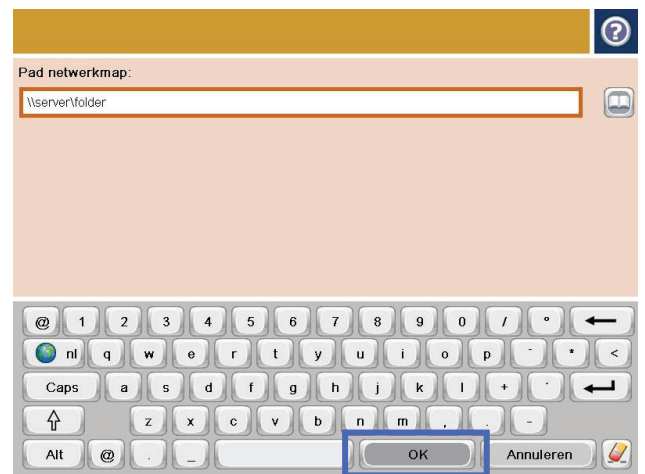 ?
Pad netwerkmap:
\\server\folder
@ 1 2 3 4 5 6 7 8 9 0 / °
nl q w e r t y u i o p ¨ * <
Caps a s d f g h j k l + ´
z x c v b n m , . -
Alt @ . _ OK Annuleren